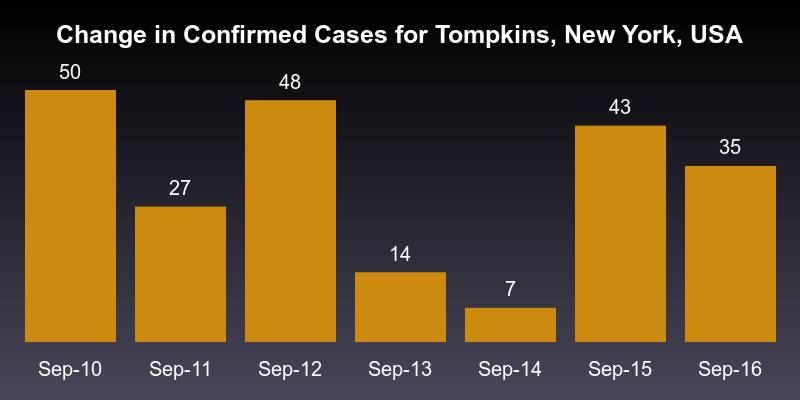 Change in Confirmed Cases for Tompkins, New York, USA
50
27
48
14
7
43
35
Sep-10
Sep-11
Sep-12
Sep-13
Sep-14
Sep-15
Sep-16